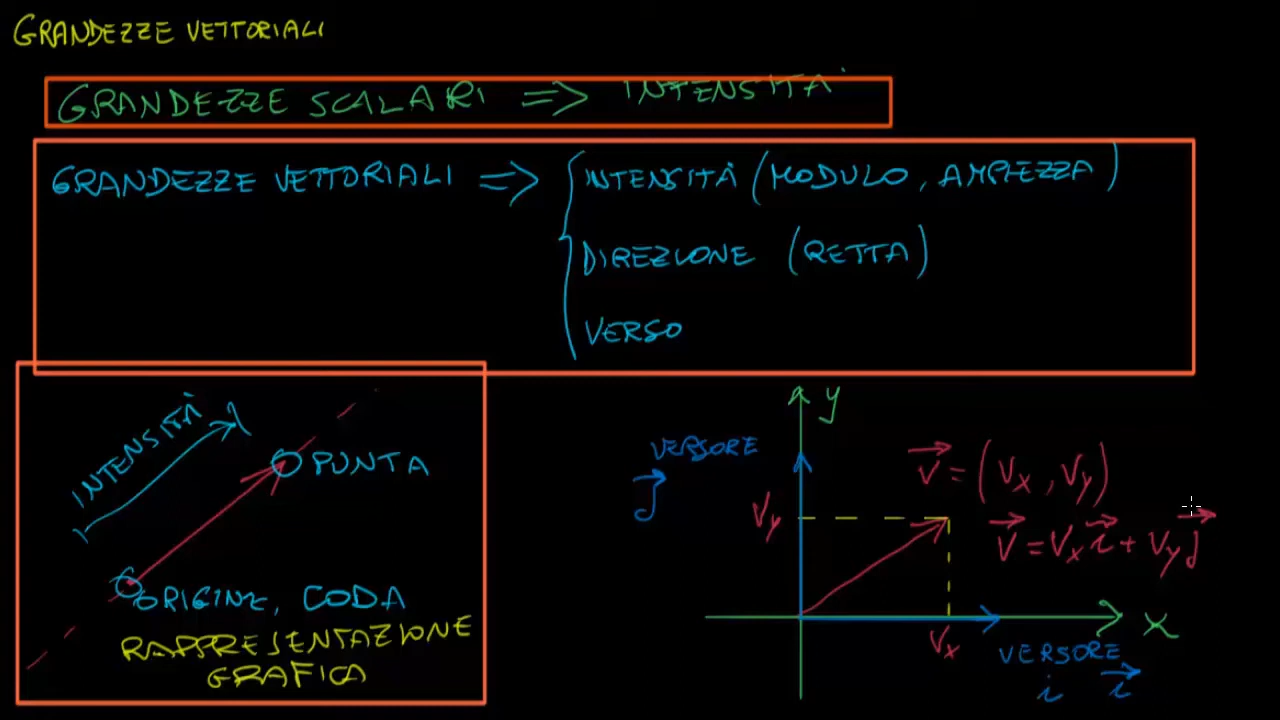 GRANDEZZE VETTORIALI
GRANDEZZE SCALARI => INTENSITÀ
GRANDEZZE VETTORIALI => { INTENSITÀ (MODULO, AMPIEZZA)
DIREZIONE (RETTA)
VERSO
INTENSITÀ
PUNTA
ORIGINE, CODA
RAPPRESENTAZIONE
GRAFICA
y
VERSORE
j⃗
v⃗ = (Vx, Vy)
Vy
v⃗ = Vx i⃗ + Vy j⃗
x
Vx
VERSORE
i i⃗